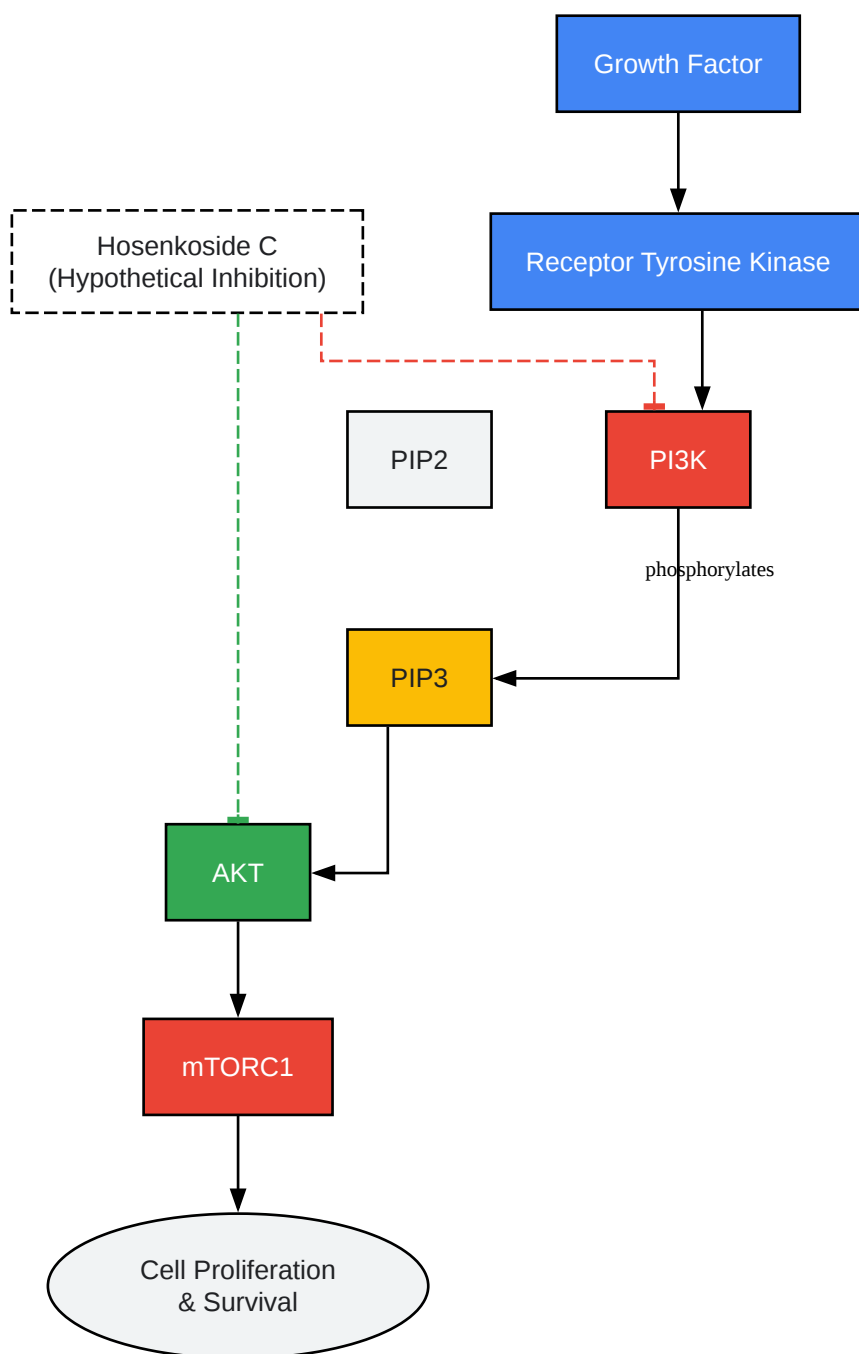 Growth Factor
Hosenkoside C
(Hypothetical Inhibition)
Receptor Tyrosine Kinase
PIP2
PI3K
phosphorylates
PIP3
AKT
mTORC1
Cell Proliferation
& Survival